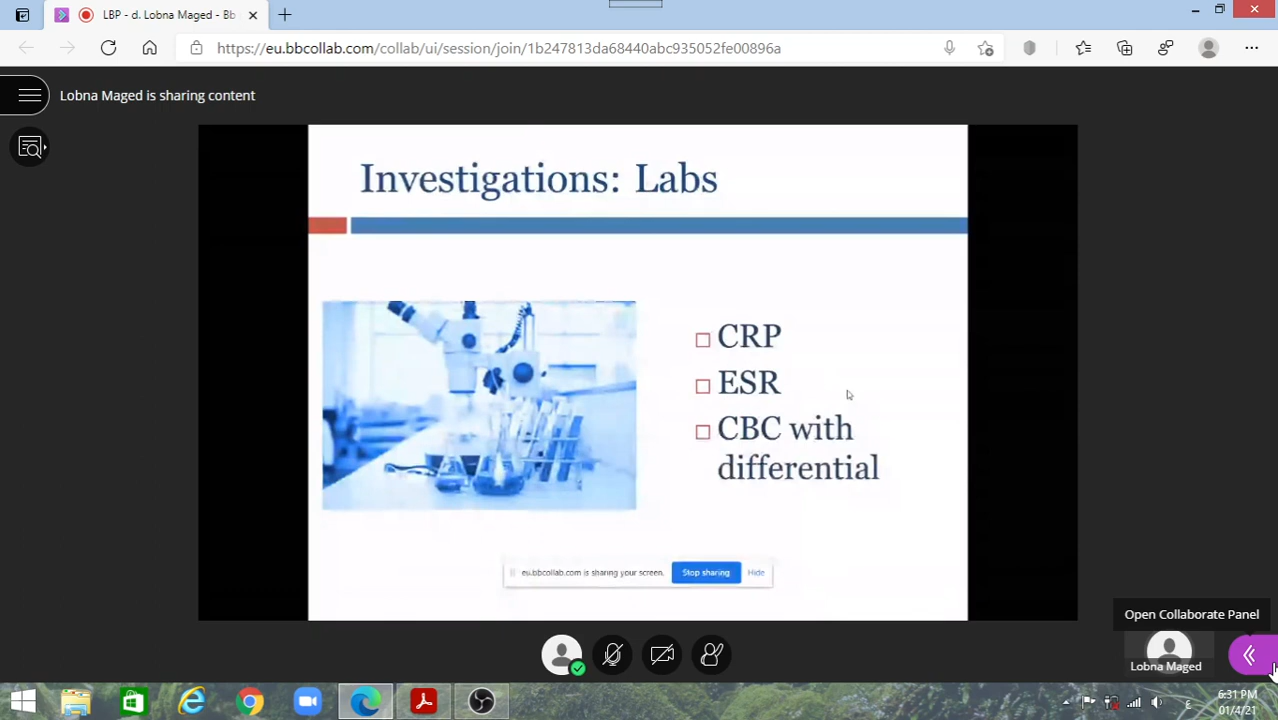 LBP - d. Lobna Maged - Bb
https://eu.bbcollab.com/collab/ui/session/join/1b247813da68440abc935052fe00896a
Lobna Maged is sharing content
Investigations: Labs
CRP
ESR
CBC with
differential
eu.bbcollab.com is sharing your screen.
Stop sharing
Hide
Open Collaborate Panel
Lobna Maged
ع
6:31 PM
01/4/21